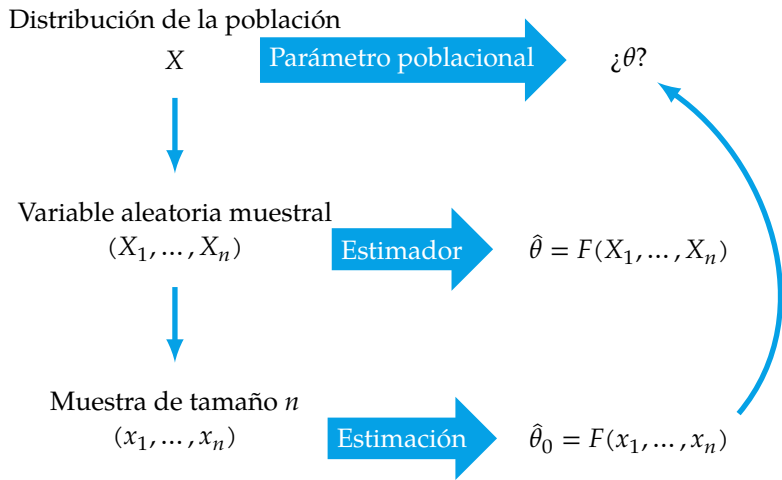 Distribución de la población
X
Parámetro poblacional
¿θ?
Variable aleatoria muestral
(X₁, … , Xₙ)
Estimador
θ̂ = F(X₁, … , Xₙ)
Muestra de tamaño n
(x₁, … , xₙ)
Estimación
θ̂₀ = F(x₁, … , xₙ)